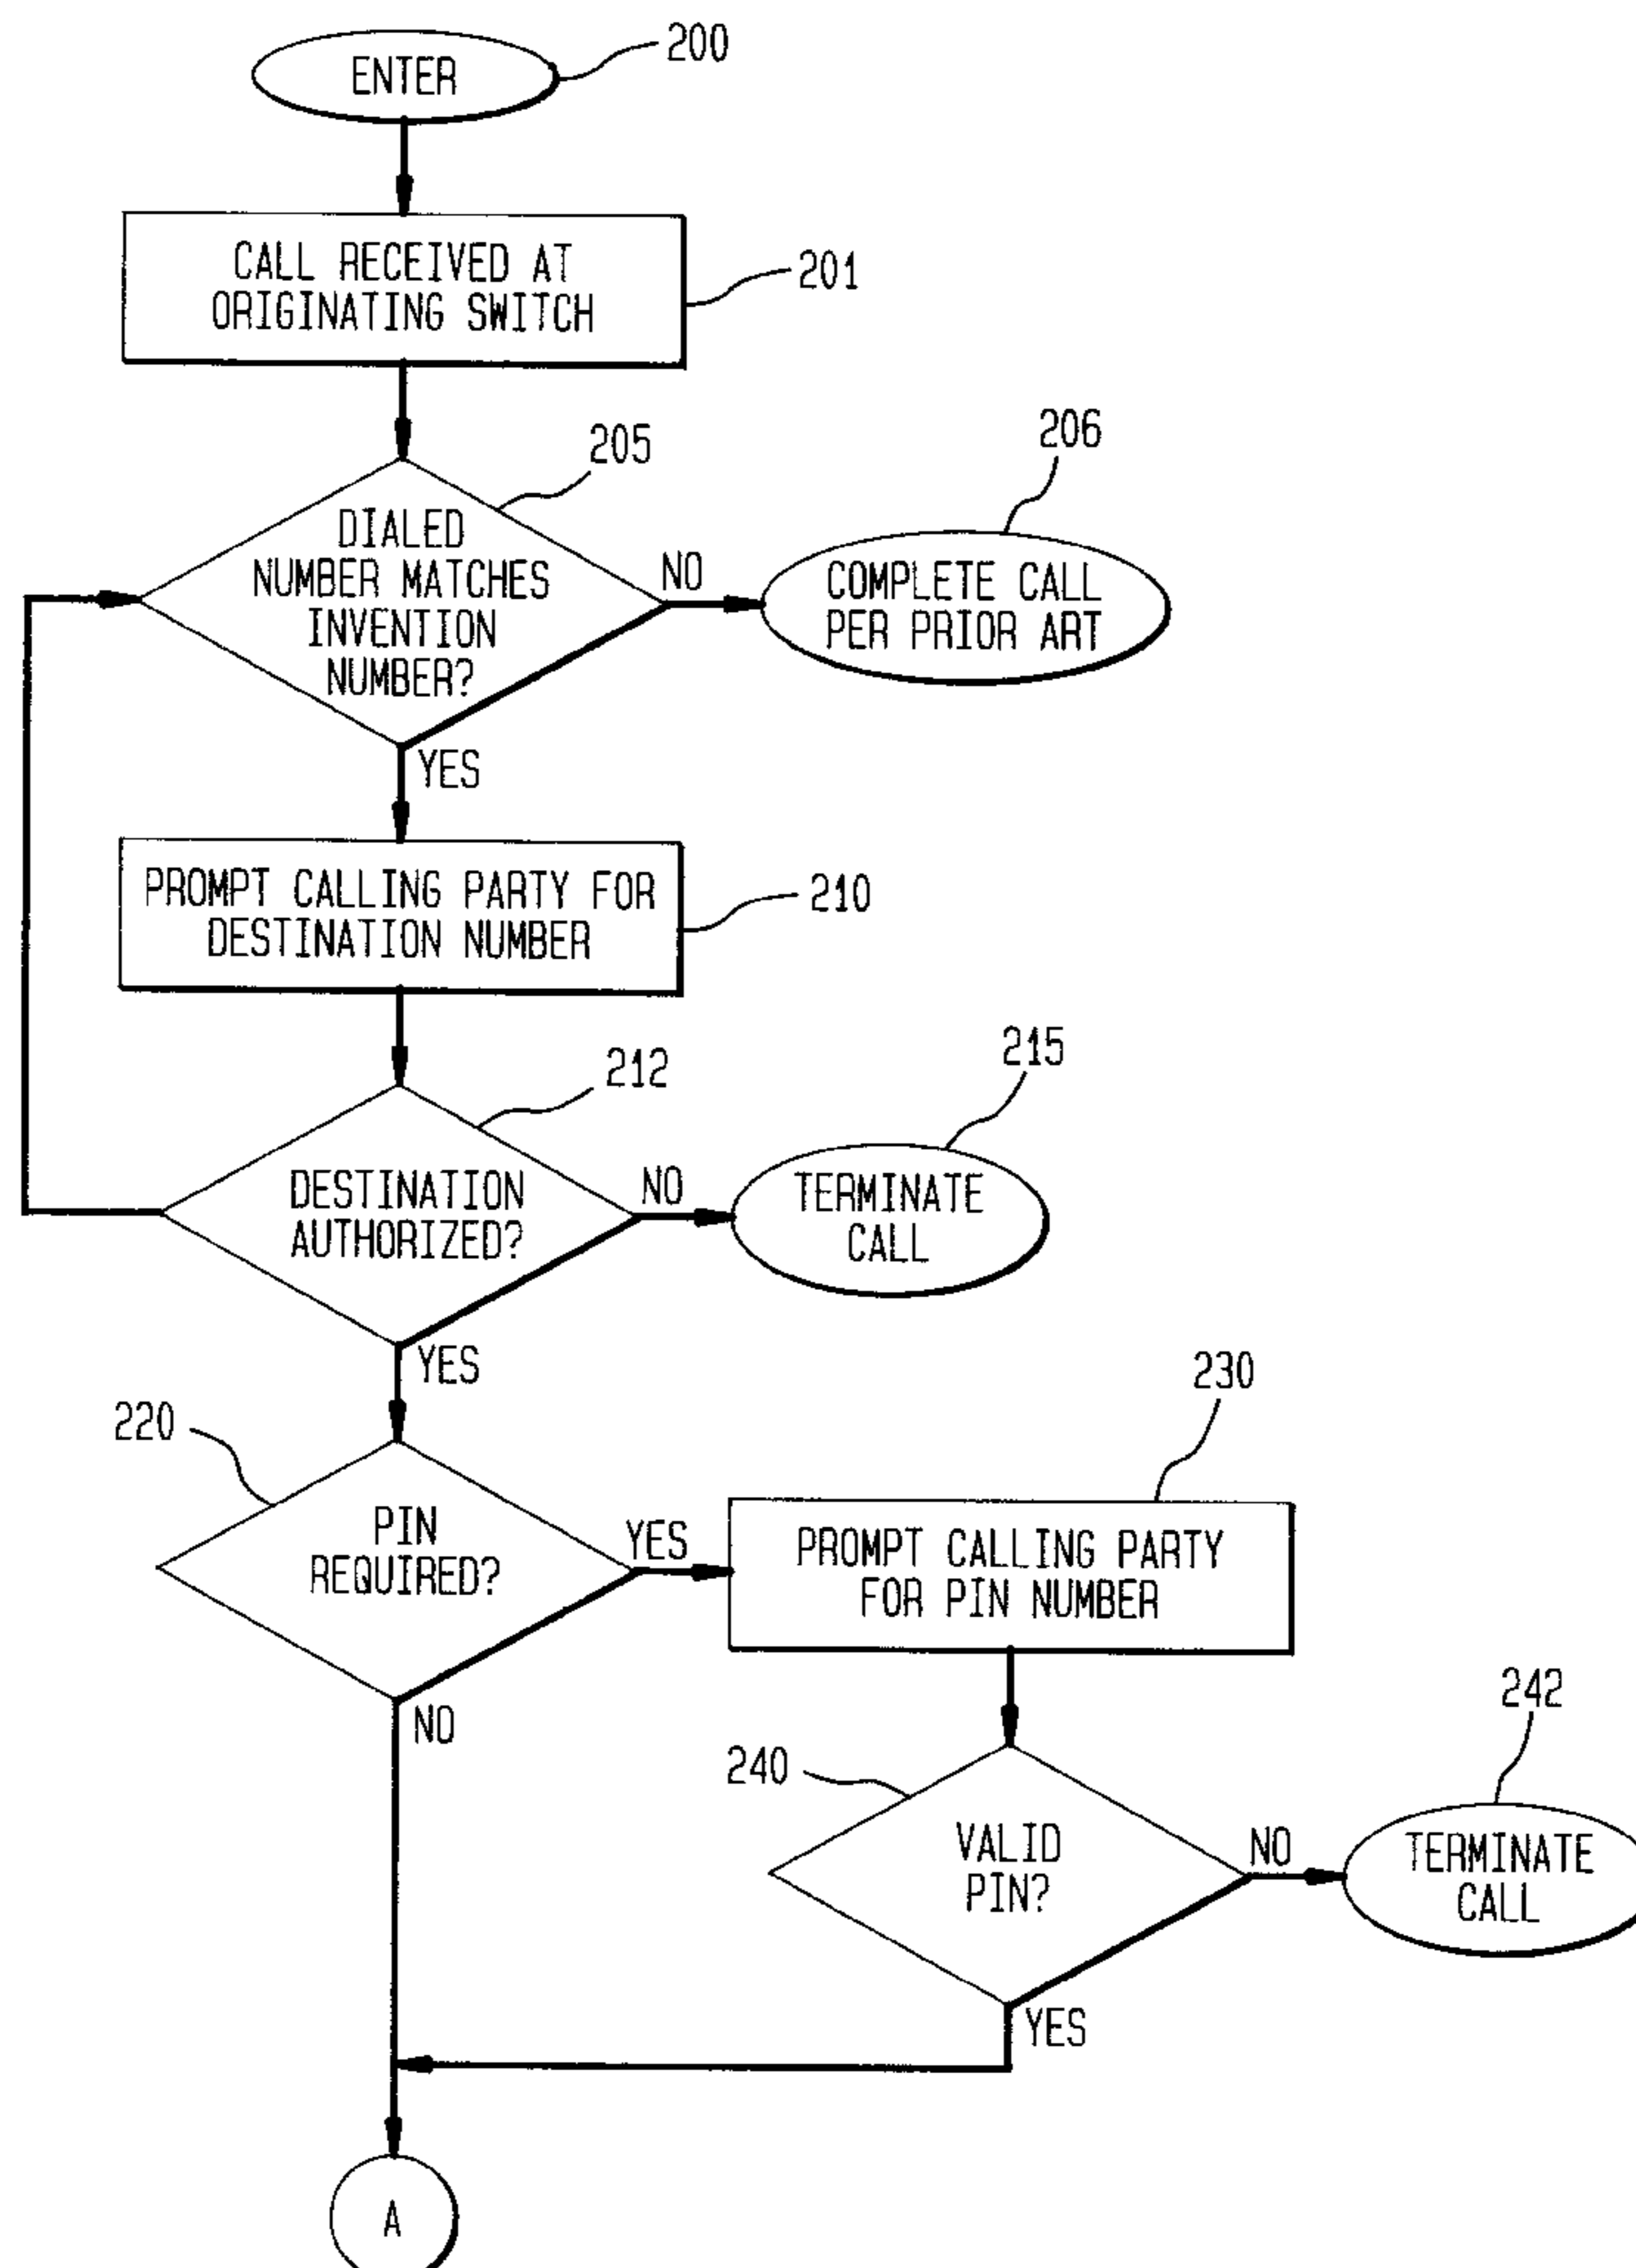 ENTER
200
CALL RECEIVED AT
ORIGINATING SWITCH
201
205
206
DIALED
NUMBER MATCHES
INVENTION
NUMBER?
NO
COMPLETE CALL
PER PRIOR ART
YES
PROMPT CALLING PARTY FOR
DESTINATION NUMBER
210
212
215
DESTINATION
AUTHORIZED?
NO
TERMINATE
CALL
YES
220
230
PIN
REQUIRED?
YES
PROMPT CALLING PARTY
FOR PIN NUMBER
NO
240
242
VALID
PIN?
NO
TERMINATE
CALL
YES
A